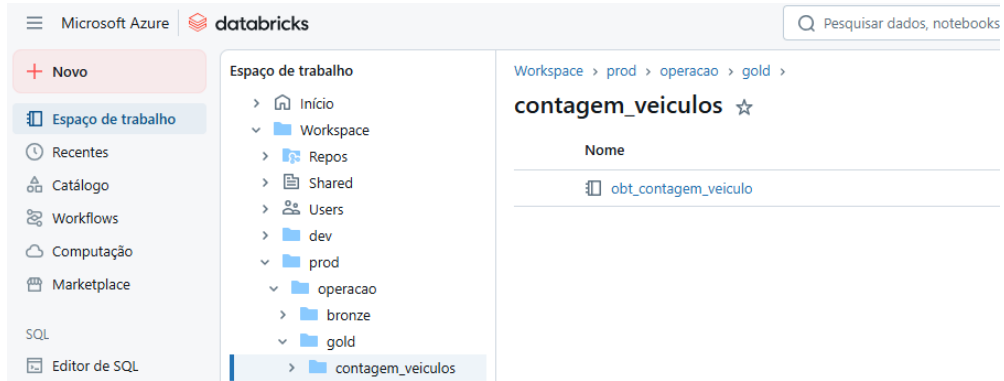 Microsoft Azure
databricks
Pesquisar dados, notebooks
Novo
Espaço de trabalho
Recentes
Catálogo
Workflows
Computação
Marketplace
SQL
Editor de SQL
Espaço de trabalho
Início
Workspace
Repos
Shared
Users
dev
prod
operacao
bronze
gold
contagem_veiculos
Workspace > prod > operacao > gold >
contagem_veiculos
Nome
obt_contagem_veiculo